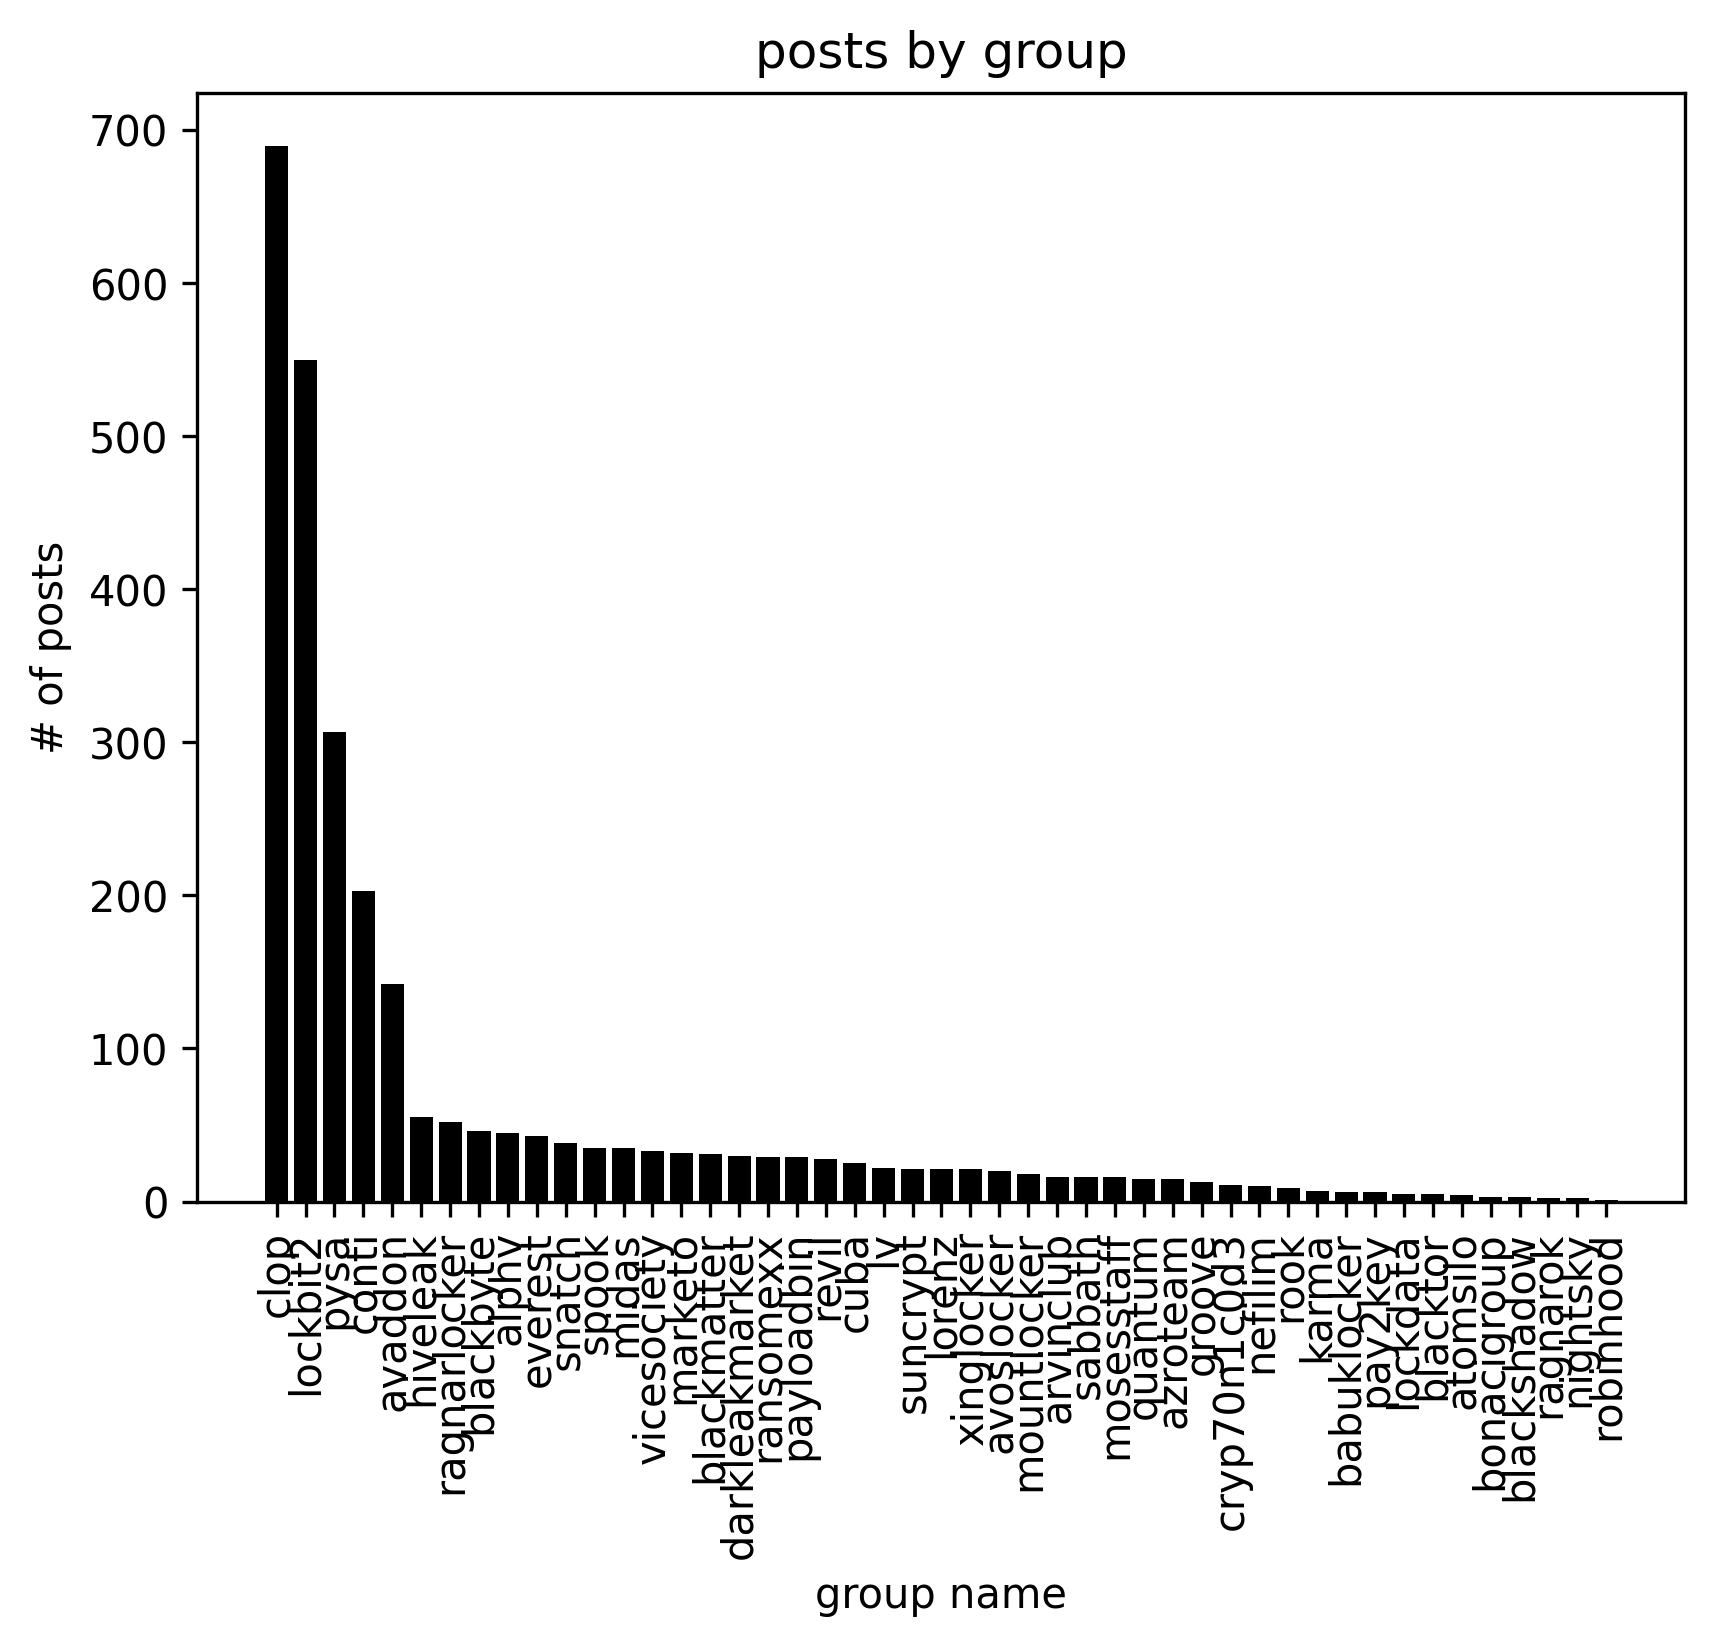 posts by group
# of posts
700
600
500
400
300
200
100
0
clop
lockbit2
pysa
conti
avaddon
hiveleak
ragnarlocker
blackbyte
alphv
everest
snatch
spook
midas
vicesociety
marketo
blackmatter
darkleakmarket
ransomexx
payloadbin
revil
cuba
lv
suncrypt
lorenz
xinglocker
avoslocker
mountlocker
arvinclub
sabbath
mosesstaff
quantum
azroteam
groove
cryp70n1c0d3
nefilim
rook
karma
babuklocker
pay2key
lockdata
blacktor
atomsilo
bonacigroup
blackshadow
ragnarok
nightsky
robinhood
group name